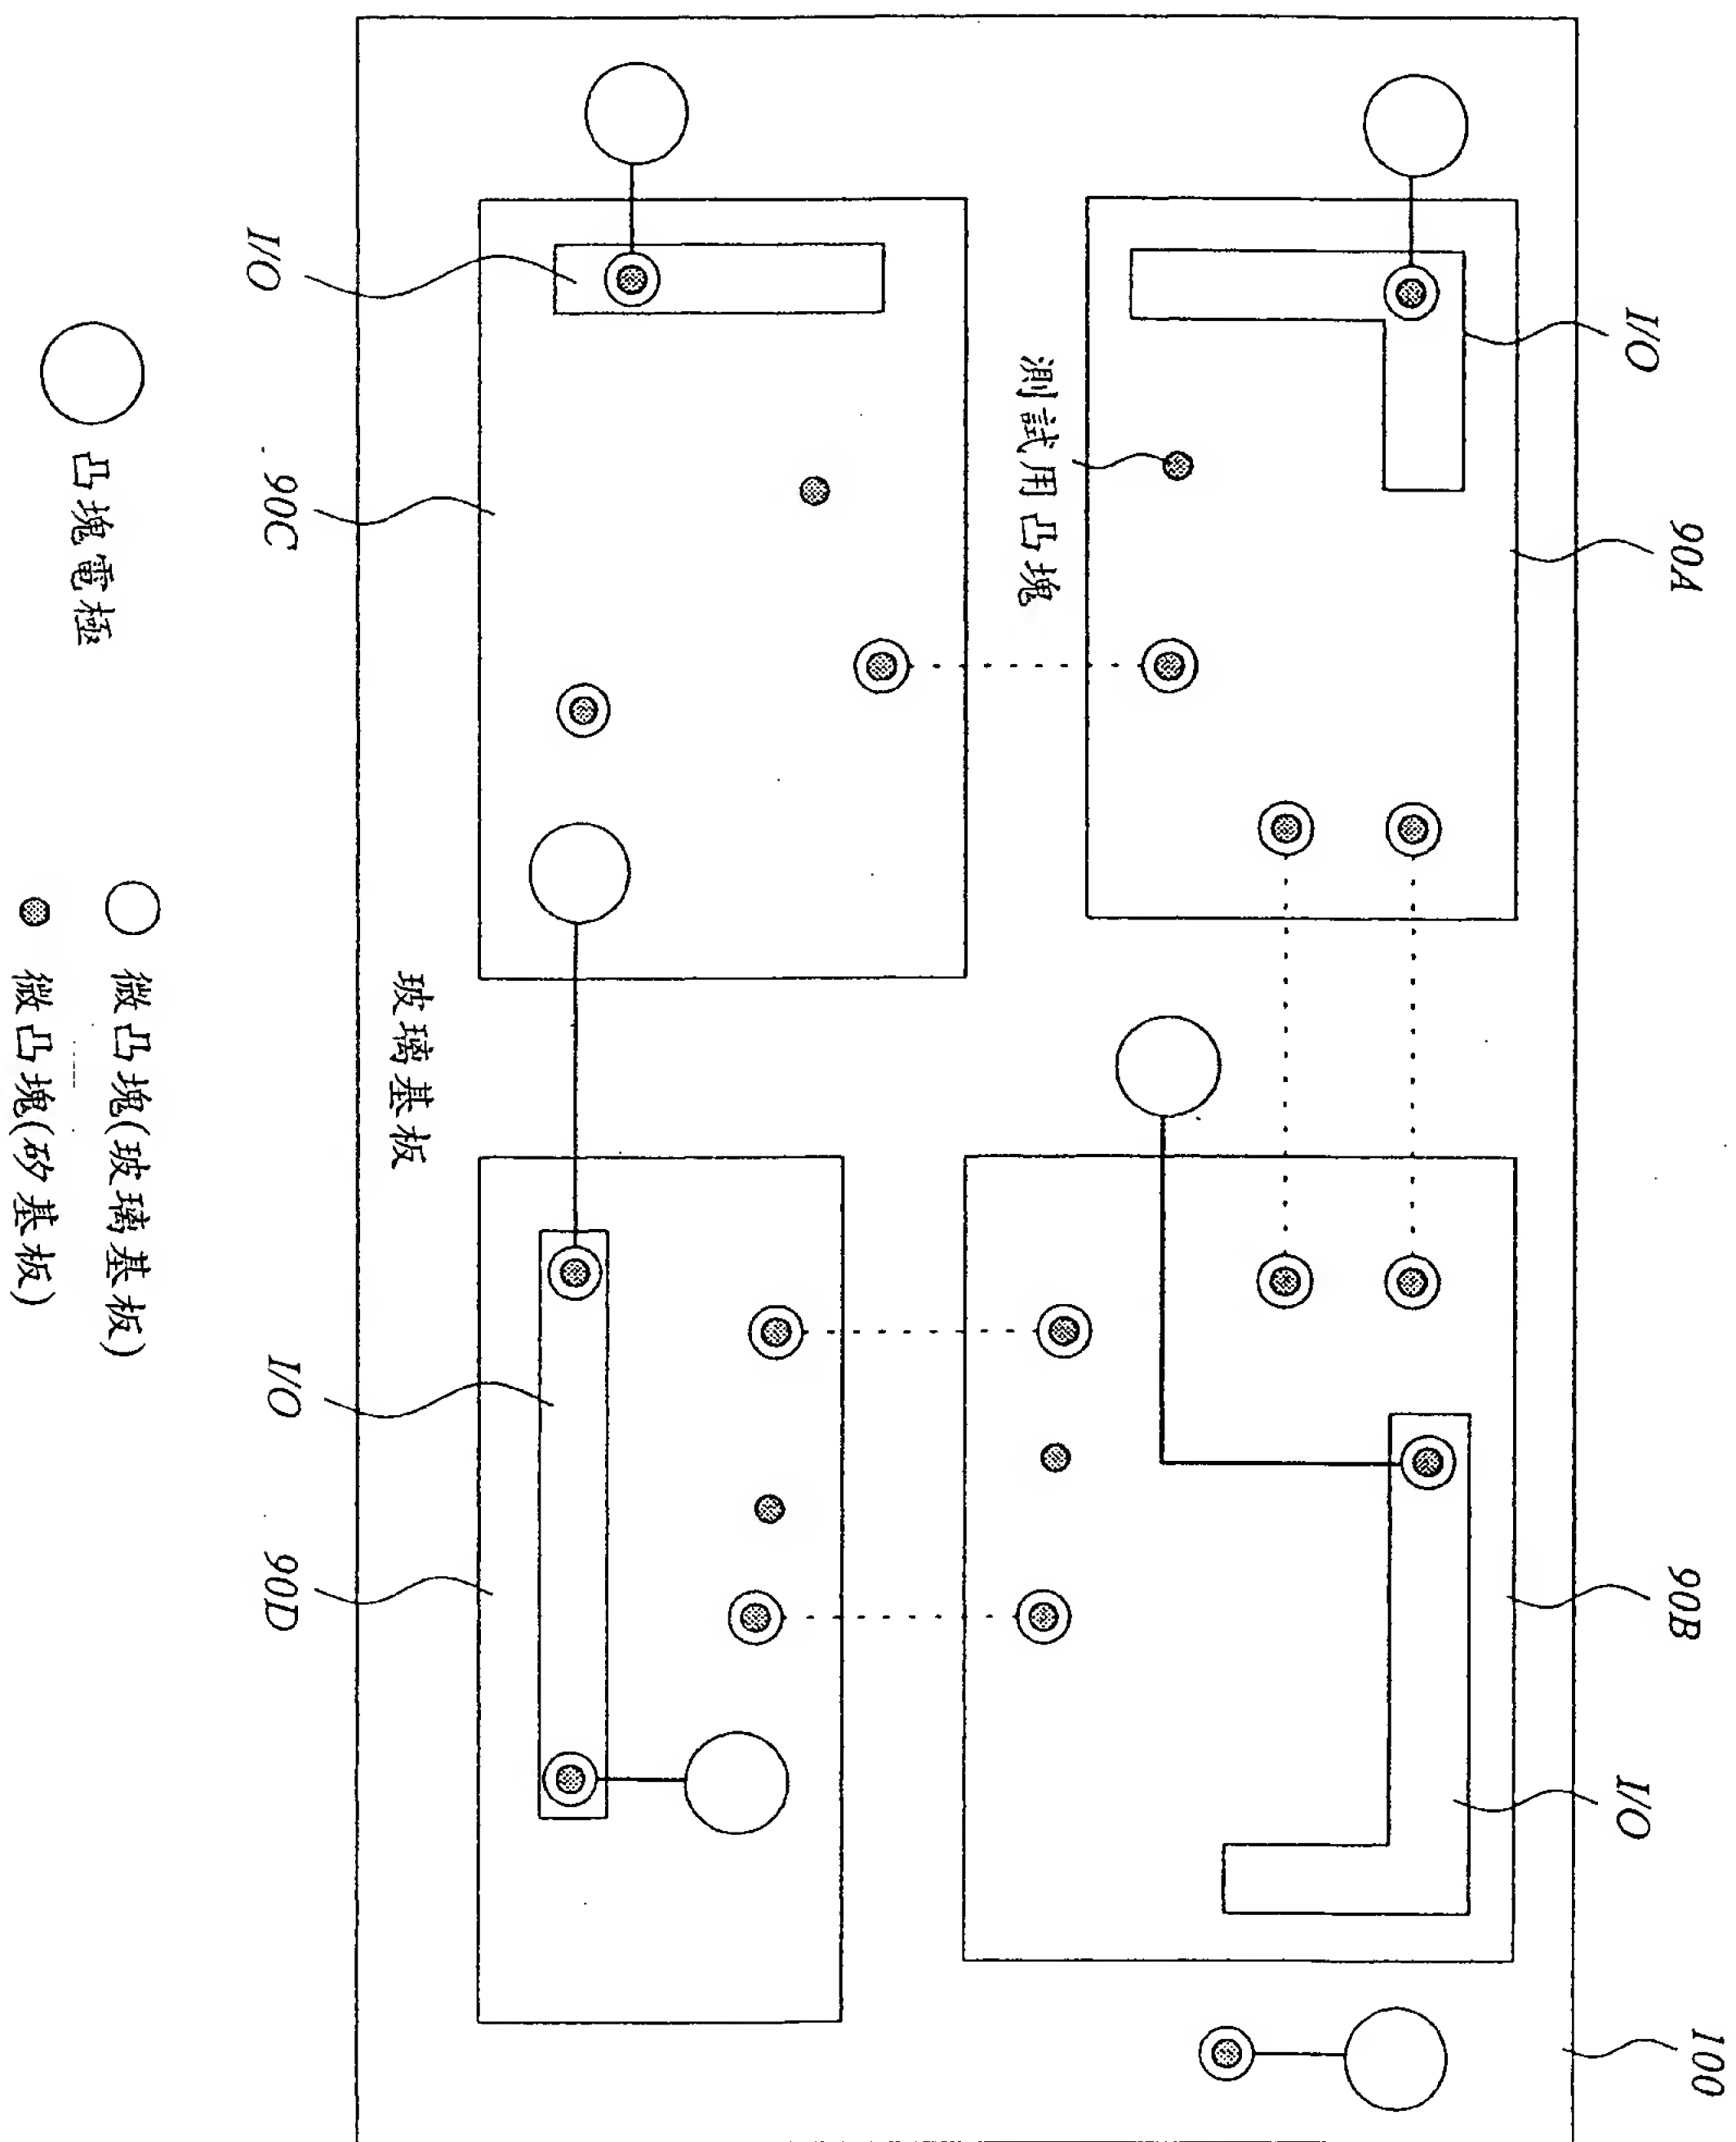 90A
90B
100
I/O
I/O
測試用凸塊
玻璃基板
I/O
90C
I/O
90D
凸塊電極
微凸塊(玻璃基板)
微凸塊(矽基板)